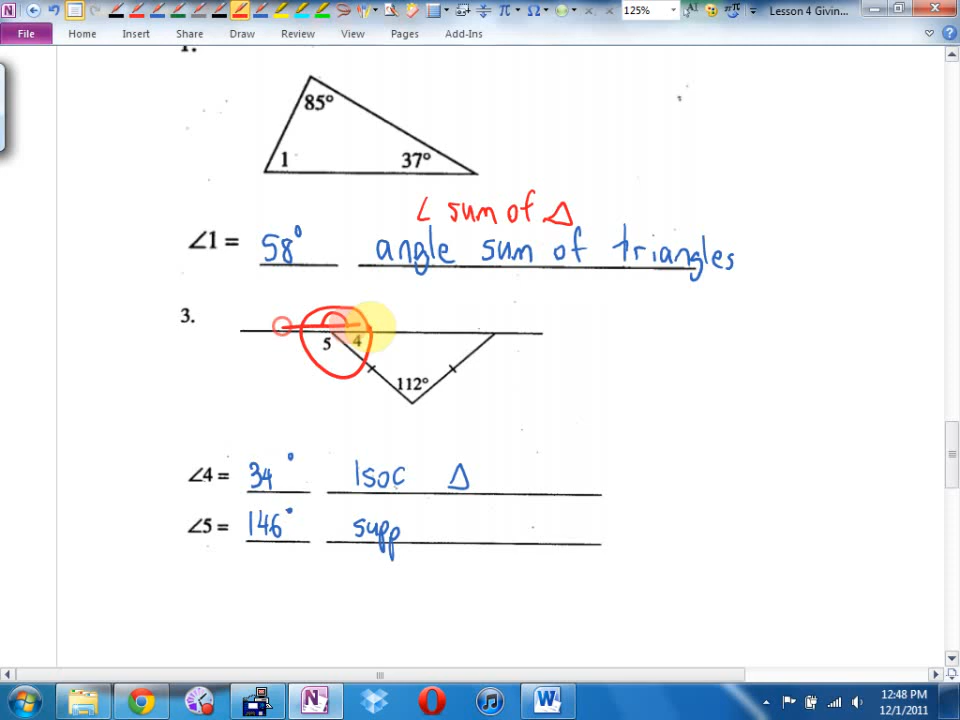 125% Lesson 4 Givin...
File Home Insert Share Draw Review View Pages Add-Ins
1.
85°
1 37°
∠ sum of Δ
∠1 = 58° angle sum of triangles
3.
5 4
112°
∠4 = 34° Isoc Δ
∠5 = 146° supp
12:48 PM
12/1/2011